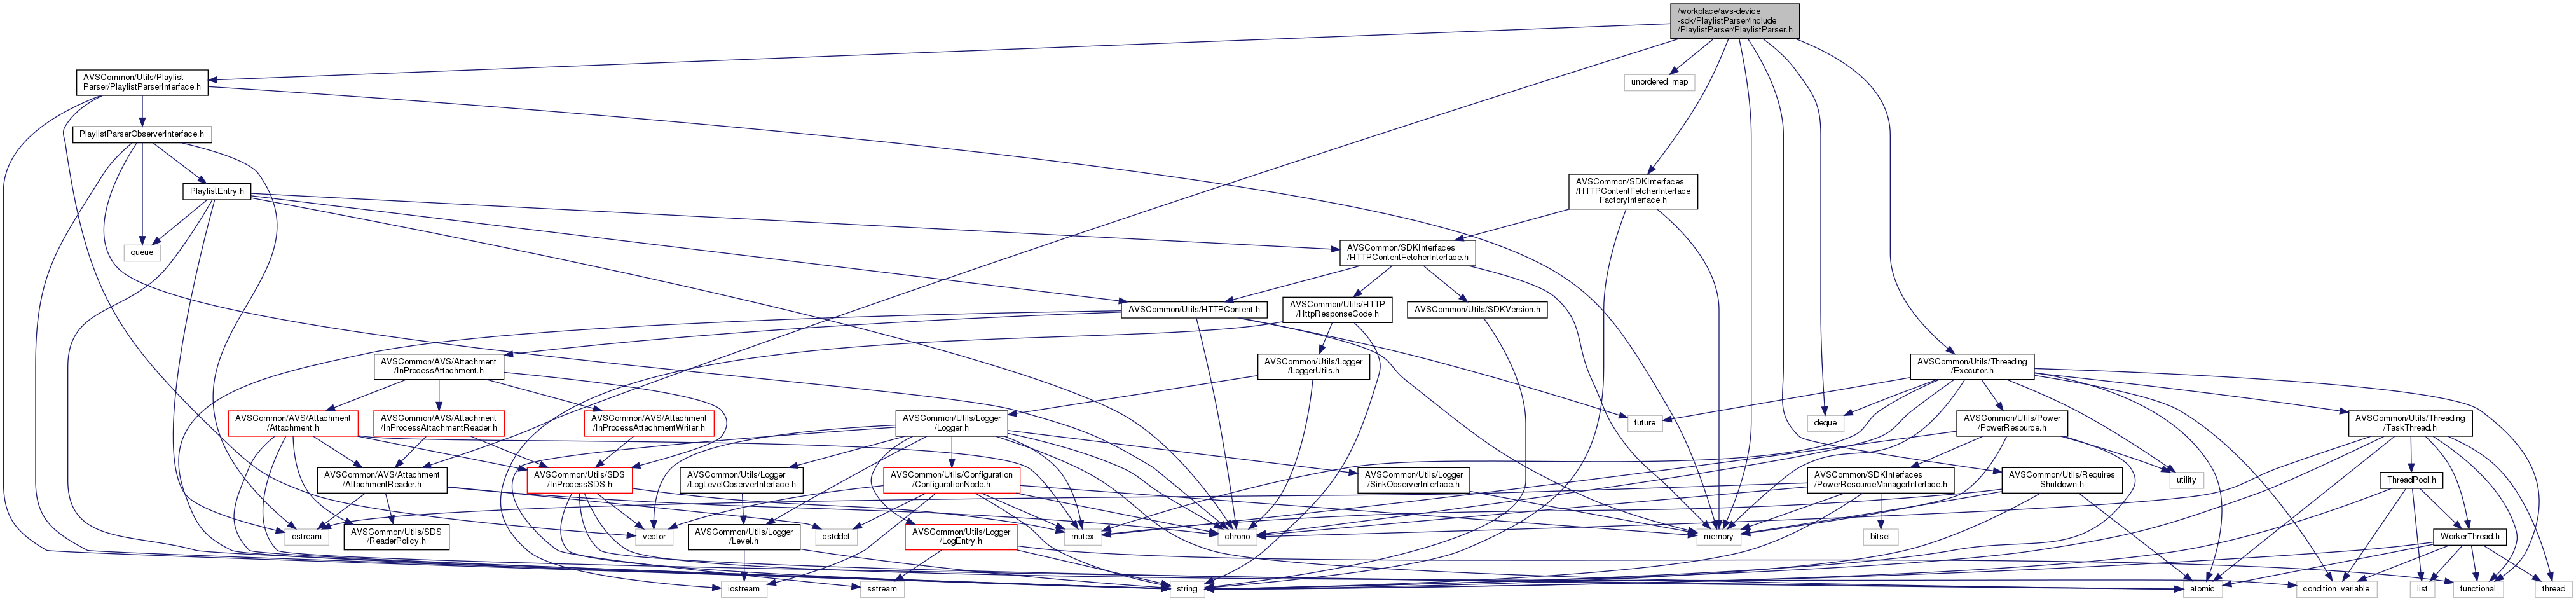 /workplace/avs-device
-sdk/PlaylistParser/include
/PlaylistParser/PlaylistParser.h
AVSCommon/Utils/Playlist
Parser/PlaylistParserInterface.h
unordered_map
PlaylistParserObserverInterface.h
PlaylistEntry.h
AVSCommon/SDKInterfaces
/HTTPContentFetcherInterface
FactoryInterface.h
queue
AVSCommon/SDKInterfaces
/HTTPContentFetcherInterface.h
AVSCommon/Utils/HTTPContent.h
AVSCommon/Utils/HTTP
/HttpResponseCode.h
AVSCommon/Utils/SDKVersion.h
AVSCommon/AVS/Attachment
/InProcessAttachment.h
AVSCommon/Utils/Logger
/LoggerUtils.h
AVSCommon/Utils/Threading
/Executor.h
AVSCommon/AVS/Attachment
/Attachment.h
AVSCommon/AVS/Attachment
/InProcessAttachmentReader.h
AVSCommon/AVS/Attachment
/InProcessAttachmentWriter.h
AVSCommon/Utils/Logger
/Logger.h
future
deque
AVSCommon/Utils/Power
/PowerResource.h
AVSCommon/Utils/Threading
/TaskThread.h
AVSCommon/AVS/Attachment
/AttachmentReader.h
AVSCommon/Utils/SDS
/InProcessSDS.h
AVSCommon/Utils/Logger
/LogLevelObserverInterface.h
AVSCommon/Utils/Configuration
/ConfigurationNode.h
AVSCommon/Utils/Logger
/SinkObserverInterface.h
AVSCommon/SDKInterfaces
/PowerResourceManagerInterface.h
AVSCommon/Utils/Requires
Shutdown.h
utility
ThreadPool.h
ostream
AVSCommon/Utils/SDS
/ReaderPolicy.h
vector
AVSCommon/Utils/Logger
/Level.h
cstddef
AVSCommon/Utils/Logger
/LogEntry.h
mutex
chrono
memory
bitset
WorkerThread.h
iostream
sstream
string
atomic
condition_variable
list
functional
thread